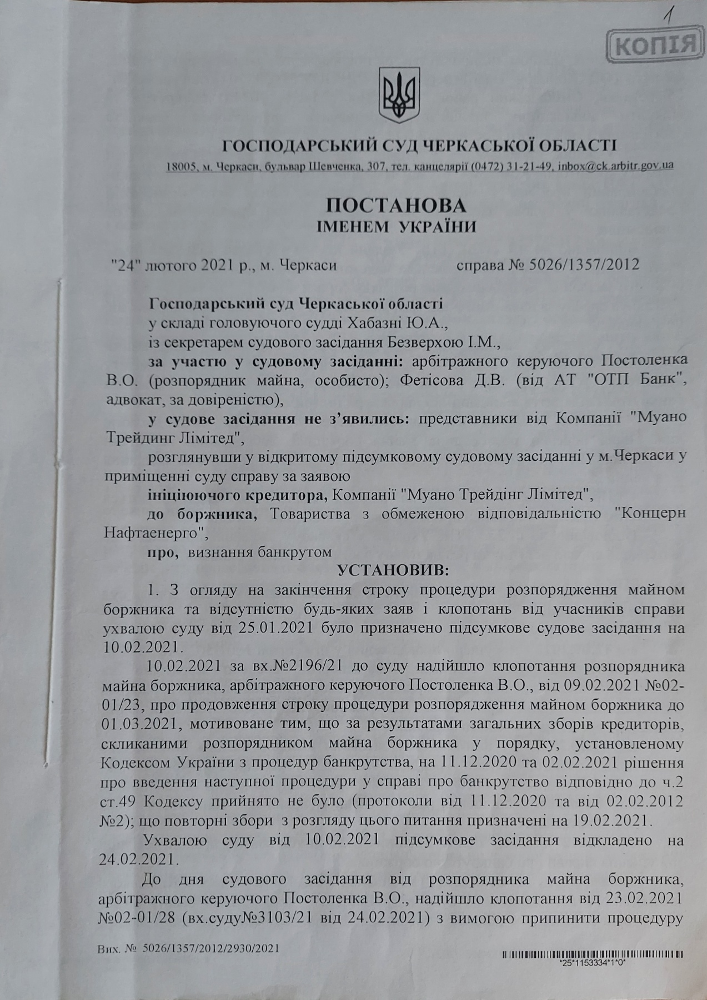 1
КОПІЯ
ГОСПОДАРСЬКИЙ СУД ЧЕРКАСЬКОЇ ОБЛАСТІ
18005, м. Черкаси, бульвар Шевченка, 307, тел. канцелярії (0472) 31-21-49, inbox@ck.arbitr.gov.ua
ПОСТАНОВА
ІМЕНЕМ УКРАЇНИ
"24" лютого 2021 р., м. Черкаси справа № 5026/1357/2012
Господарський суд Черкаської області
у складі головуючого судді Хабазні Ю.А.,
із секретарем судового засідання Безверхою І.М.,
за участю у судовому засіданні: арбітражного керуючого Постоленка
В.О. (розпорядник майна, особисто); Фетісова Д.В. (від АТ "ОТП Банк",
адвокат, за довіреністю),
у судове засідання не з’явились: представники від Компанії "Муано
Трейдинг Лімітед",
розглянувши у відкритому підсумковому судовому засіданні у м.Черкаси у
приміщенні суду справу за заявою
ініціюючого кредитора, Компанії "Муано Трейдінг Лімітед",
до боржника, Товариства з обмеженою відповідальністю "Концерн
Нафтаенерго",
про, визнання банкрутом
УСТАНОВИВ:
1. З огляду на закінчення строку процедури розпорядження майном
боржника та відсутністю будь-яких заяв і клопотань від учасників справи
ухвалою суду від 25.01.2021 було призначено підсумкове судове засідання на
10.02.2021.
10.02.2021 за вх.№2196/21 до суду надійшло клопотання розпорядника
майна боржника, арбітражного керуючого Постоленка В.О., від 09.02.2021 №02-
01/23, про продовження строку процедури розпорядження майном боржника до
01.03.2021, мотивоване тим, що за результатами загальних зборів кредиторів,
скликаними розпорядником майна боржника у порядку, установленому
Кодексом України з процедур банкрутства, на 11.12.2020 та 02.02.2021 рішення
про введення наступної процедури у справі про банкрутство відповідно до ч.2
ст.49 Кодексу прийнято не було (протоколи від 11.12.2020 та від 02.02.2012
№2); що повторні збори з розгляду цього питання призначені на 19.02.2021.
Ухвалою суду від 10.02.2021 підсумкове засідання відкладено на
24.02.2021.
До дня судового засідання від розпорядника майна боржника,
арбітражного керуючого Постоленка В.О., надійшло клопотання від 23.02.2021
№02-01/28 (вх.суду№3103/21 від 24.02.2021) з вимогою припинити процедуру
Вих. № 5026/1357/2012/2930/2021
*25*1153334*1*0*